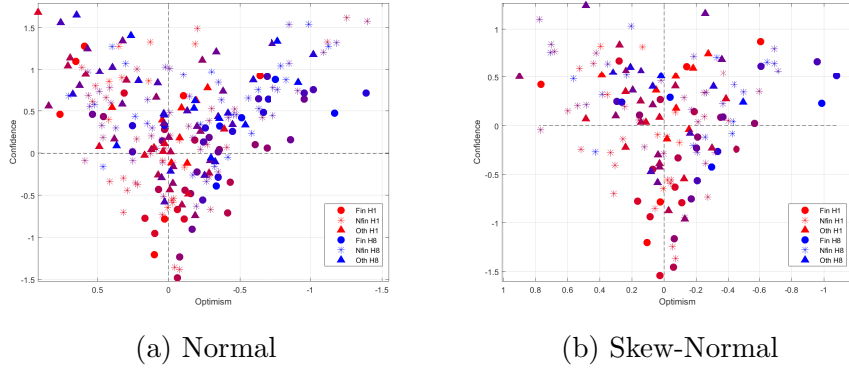 1.5
1
0.5
0
-0.5
-1
-1.5
Confidence
0.5
0
-0.5
-1
-1.5
Optimism
Fin H1
Nfin H1
Oth H1
Fin H8
Nfin H8
Oth H8
(a) Normal
1
0.5
0
-0.5
-1
-1.5
Confidence
1
0.8
0.6
0.4
0.2
0
-0.2
-0.4
-0.6
-0.8
-1
Optimism
Fin H1
Nfin H1
Oth H1
Fin H8
Nfin H8
Oth H8
(b) Skew-Normal